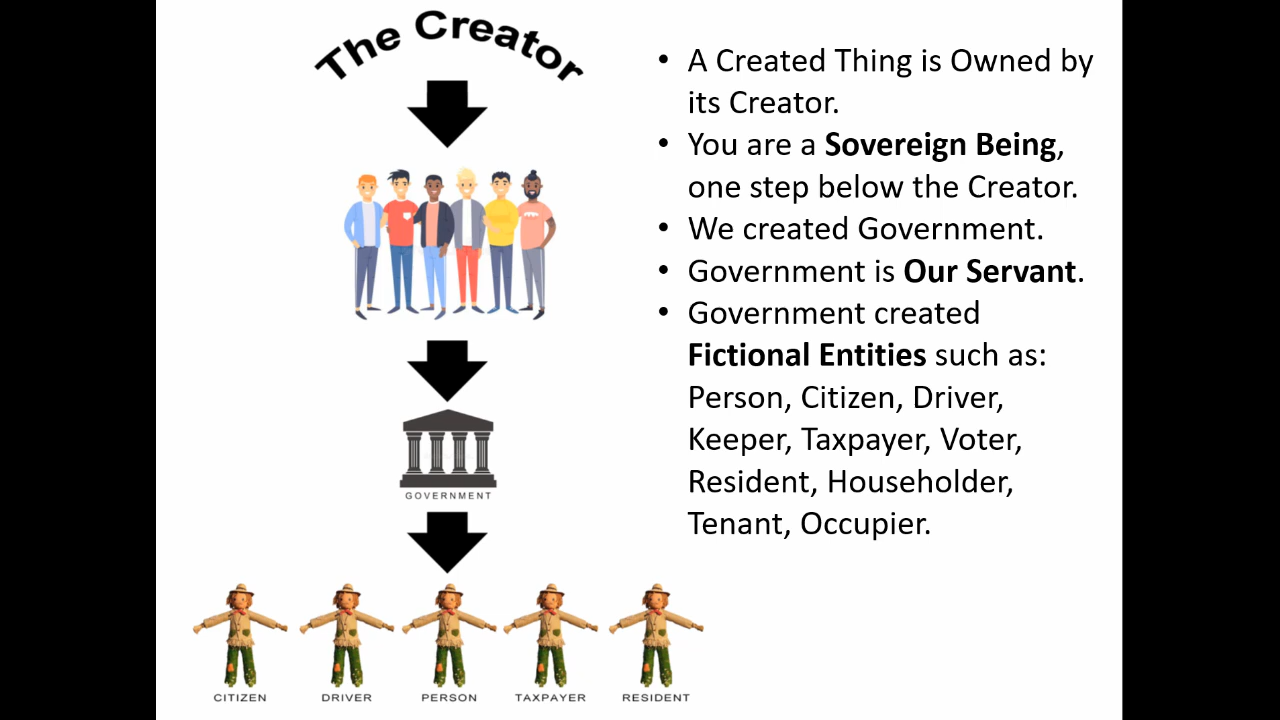 The Creator
• A Created Thing is Owned by
its Creator.
• You are a Sovereign Being,
one step below the Creator.
• We created Government.
• Government is Our Servant.
• Government created
Fictional Entities such as:
Person, Citizen, Driver,
Keeper, Taxpayer, Voter,
Resident, Householder,
Tenant, Occupier.
GOVERNMENT
CITIZEN
DRIVER
PERSON
TAXPAYER
RESIDENT